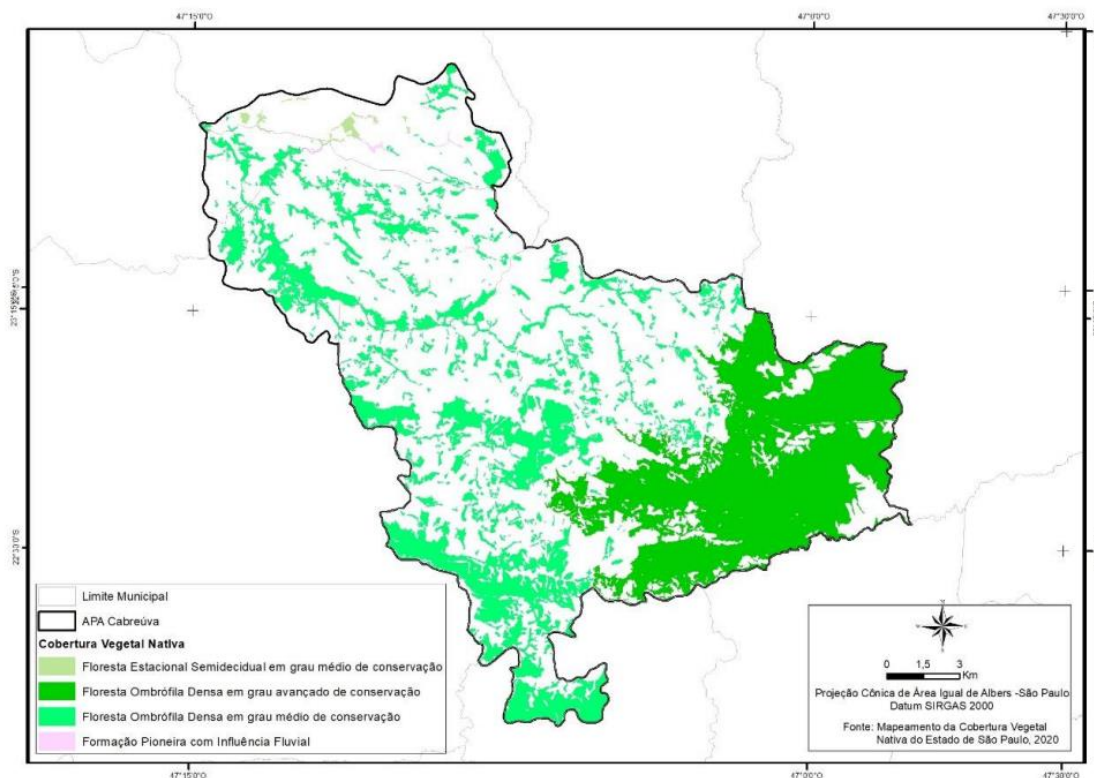 47°15'0"O
47°0'0"O
47°30'0"O
22°30'0"S
Limite Municipal
APA Cabreúva
Cobertura Vegetal Nativa
Floresta Estacional Semidecidual em grau médio de conservação
Floresta Ombrófila Densa em grau avançado de conservação
Floresta Ombrófila Densa em grau médio de conservação
Formação Pioneira com Influência Fluvial
0 1,5 3
Km
Projeção Cônica de Área Igual de Albers -São Paulo
Datum SIRGAS 2000
Fonte: Mapeamento da Cobertura Vegetal
Nativa do Estado de São Paulo, 2020
47°15'0"O
47°0'0"O
47°30'0"O